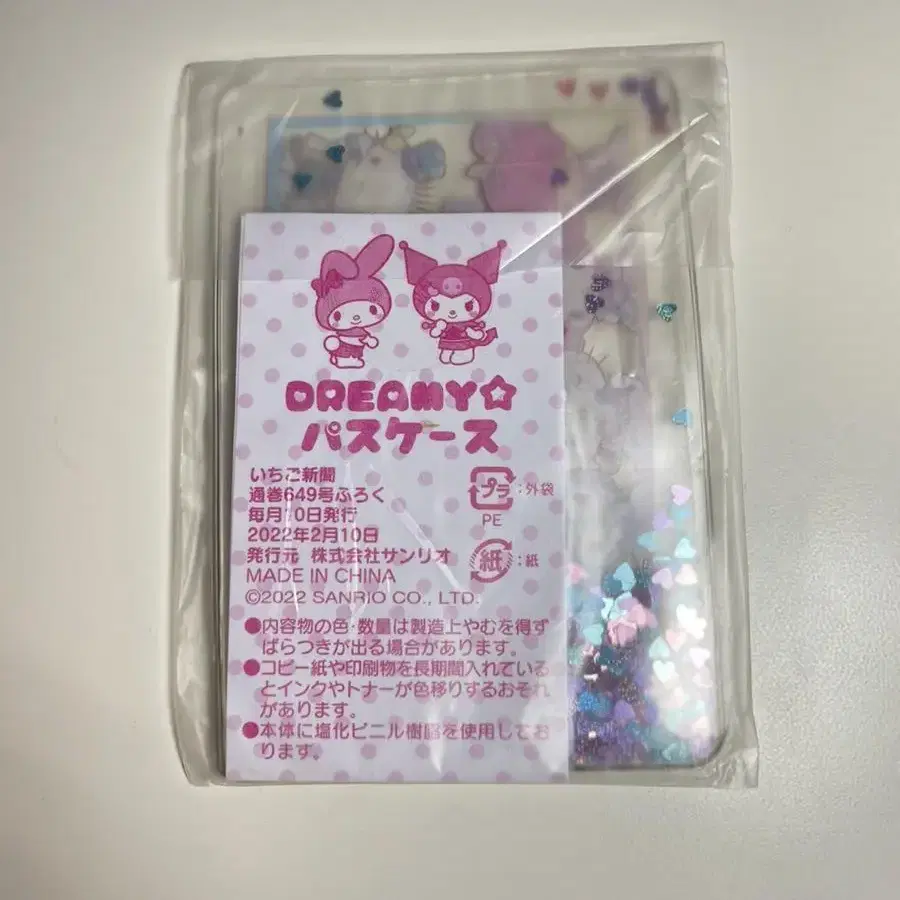 DREAMY☆
パスケース
いちご新聞
通巻649号ふろく
毎月10日発行
2022年2月10日
発行元 株式会社サンリオ
MADE IN CHINA
©2022 SANRIO CO., LTD.
プラ:外袋
PE
紙:紙
●内容物の色・数量は製造上やむを得ず
ばらつきが出る場合があります。
●コピー紙や印刷物を長期間入れている
とインクやトナーが色移りするおそれ
があります。
●本体に塩化ビニル樹脂を使用してお
ります。